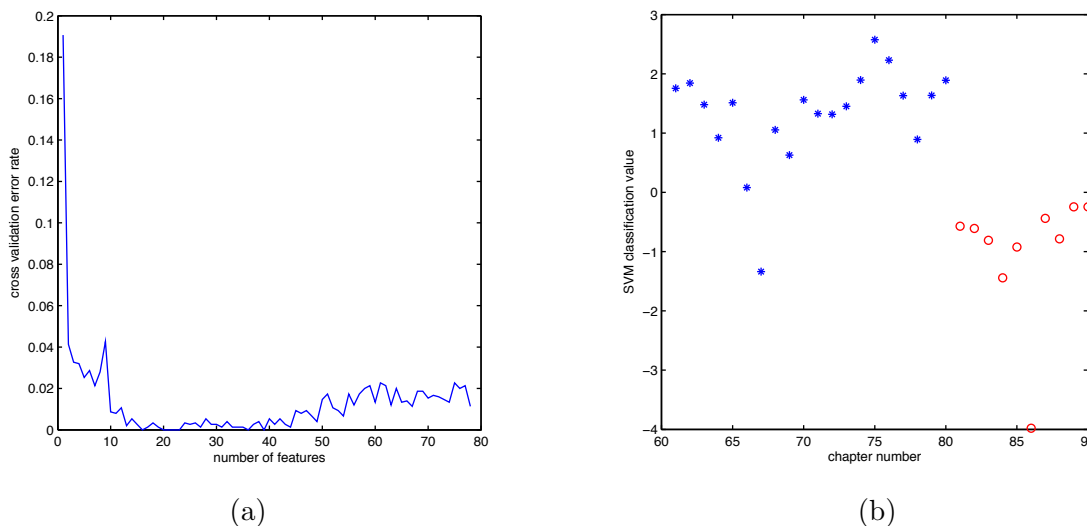 0.2
0.18
0.16
0.14
0.12
0.1
0.08
0.06
0.04
0.02
0
cross validation error rate
0 10 20 30 40 50 60 70 80
number of features
(a)
3
2
1
0
−1
−2
−3
−4
SVM classification value
60 65 70 75 80 85
chapter number
(b)